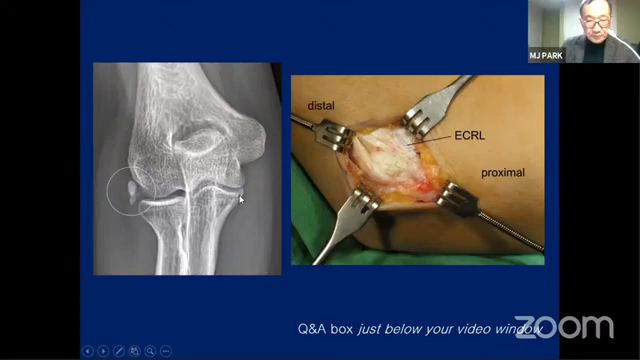 MJ PARK
distal
ECRL
proximal
Q&A box just below your video window
zoom